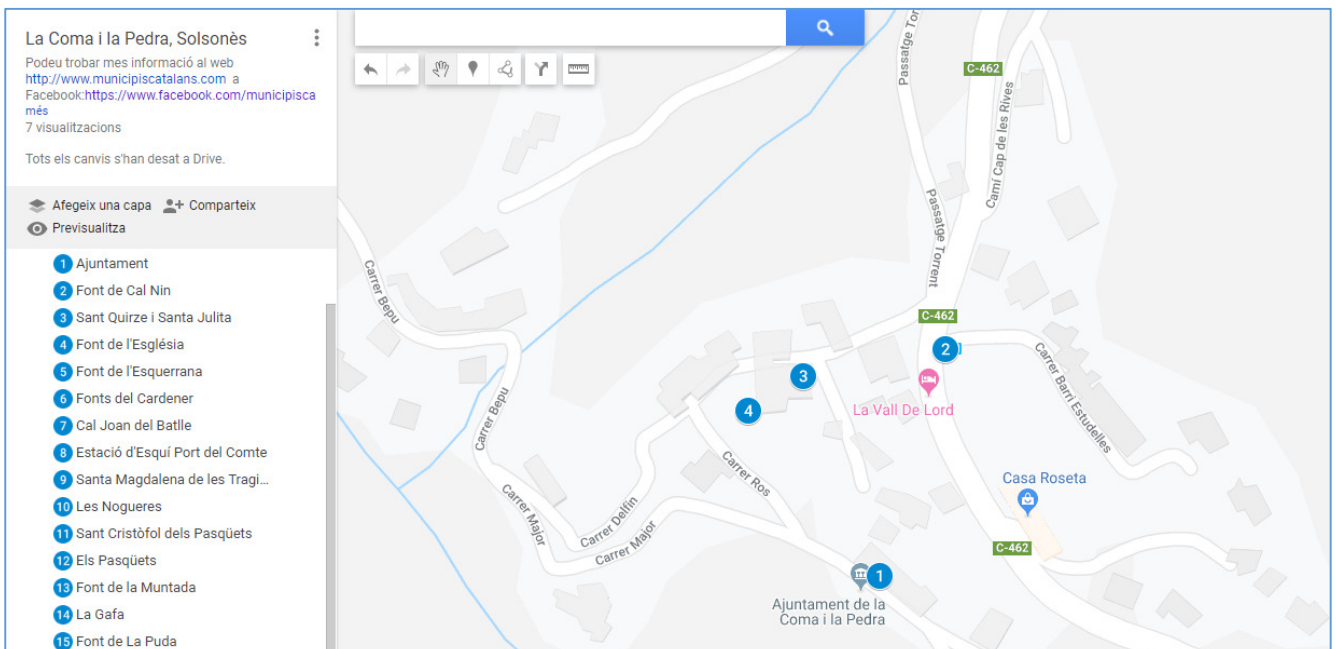 La Coma i la Pedra, Solsonès
Podeu trobar mes informació al web
http://www.municipiscatalans.com a
Facebook:https://www.facebook.com/municipisca
més
7 visualitzacions
Tots els canvis s'han desat a Drive.
Afegeix una capa Comparteix
Previsualitza
1 Ajuntament
2 Font de Cal Nin
3 Sant Quirze i Santa Julita
4 Font de l'Església
5 Font de l'Esquerrana
6 Fonts del Cardener
7 Cal Joan del Batlle
8 Estació d'Esquí Port del Comte
9 Santa Magdalena de les Tragi...
10 Les Nogueres
11 Sant Cristòfol dels Pasqüets
12 Els Pasqüets
13 Font de la Muntada
14 La Gafa
15 Font de La Puda
Passatge Tor
C-462
Camí Cap de les Rives
Passatge Torrent
Carrer Bepu
C-462
2
Carrer Barri Estudelles
3
La Vall De Lord
4
Carrer Bepu
Carrer Ros
Casa Roseta
Carrer Major
Carrer Delfin
Carrer Major
C-462
1
Ajuntament de la
Coma i la Pedra